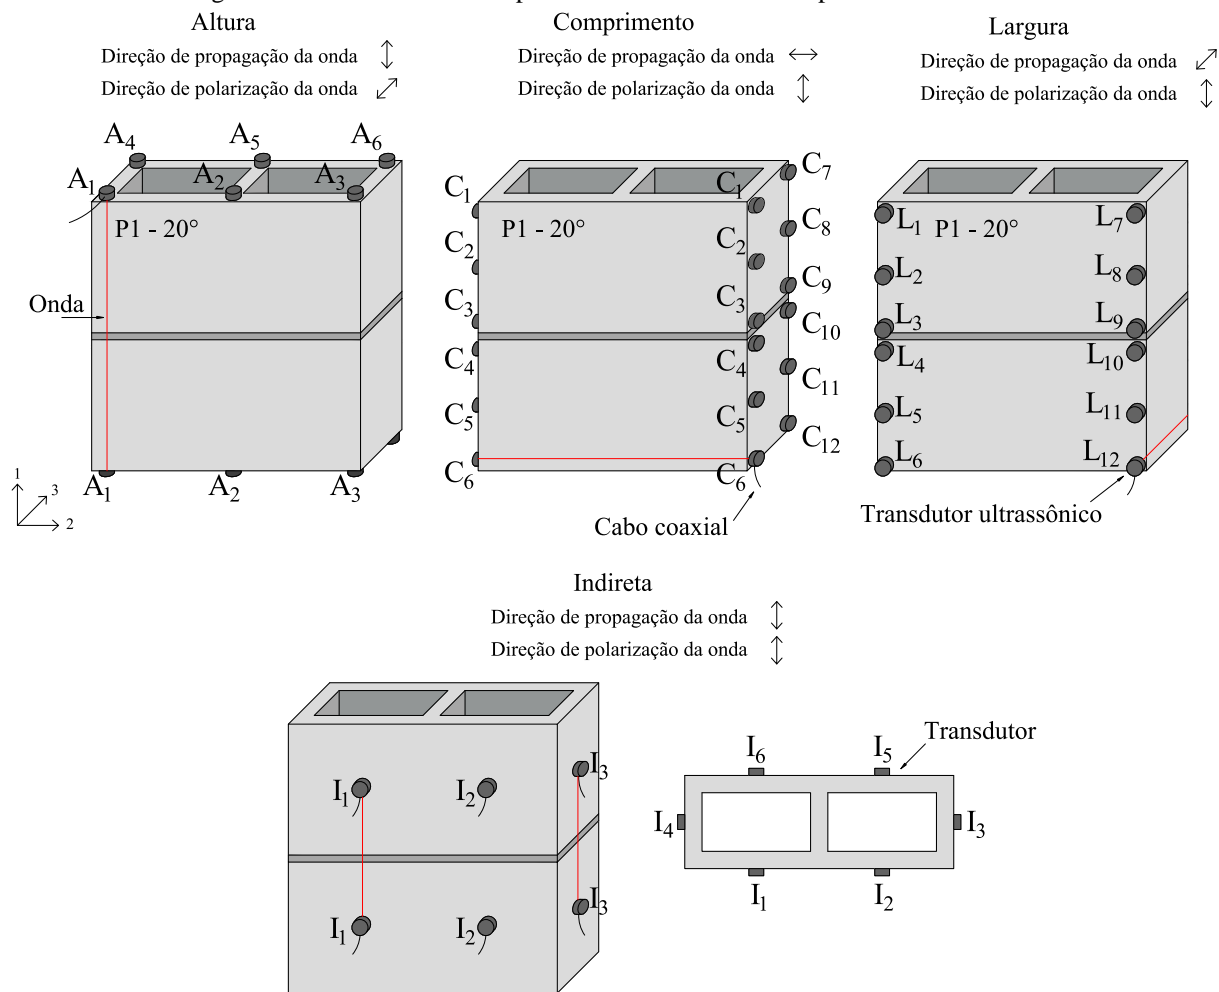 Altura
Direção de propagação da onda
Direção de polarização da onda
A4
A5
A6
A1
A2
A3
P1 - 20°
Onda
A1
A2
A3
1
3
2
Comprimento
Direção de propagação da onda
Direção de polarização da onda
C1
C2
C3
C4
C5
C6
P1 - 20°
C1
C2
C3
C4
C5
C6
C7
C8
C9
C10
C11
C12
Cabo coaxial
Largura
Direção de propagação da onda
Direção de polarização da onda
L1
P1 - 20°
L7
L2
L8
L3
L9
L4
L10
L5
L11
L6
L12
Transdutor ultrassônico
Indireta
Direção de propagação da onda
Direção de polarização da onda
I1
I2
I3
I1
I2
I3
Transdutor
I6
I5
I4
I3
I1
I2